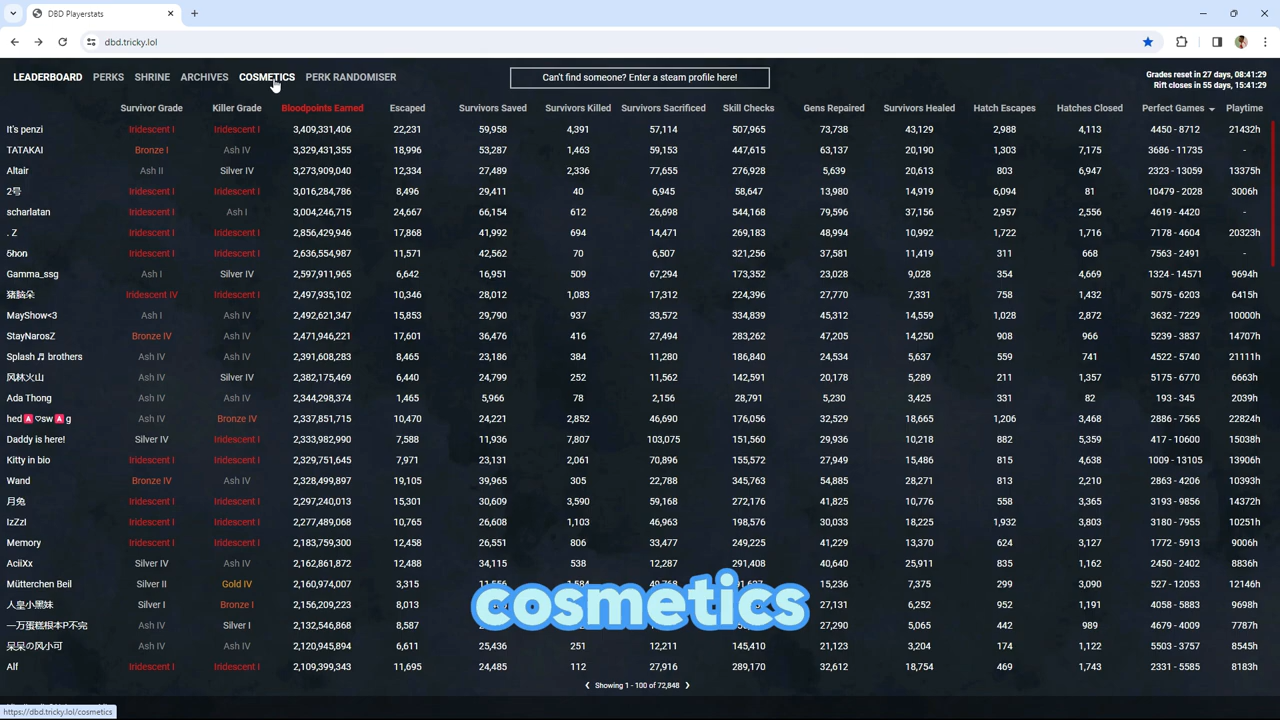 DBD Playerstats
dbd.tricky.lol
LEADERBOARD PERKS SHRINE ARCHIVES COSMETICS PERK RANDOMISER
Can't find someone? Enter a steam profile here!
Grades reset in 27 days, 08:41:29
Rift closes in 55 days, 15:41:29
Survivor Grade Killer Grade Bloodpoints Earned Escaped Survivors Saved Survivors Killed Survivors Sacrificed Skill Checks Gens Repaired Survivors Healed Hatch Escapes Hatches Closed Perfect Games Playtime
It's penzi Iridescent I Iridescent I 3,409,331,406 22,231 59,958 4,391 57,114 507,965 73,738 43,129 2,988 4,113 4450 - 8712 21432h
TATAKAI Bronze I Ash IV 3,329,431,355 18,996 53,287 1,463 59,153 447,615 63,137 20,190 1,303 7,175 3686 - 11735 -
Altair Ash II Silver IV 3,273,909,040 12,334 27,489 2,336 77,655 276,928 5,639 20,613 803 6,947 2323 - 13059 13375h
2号 Iridescent I Iridescent I 3,016,284,786 8,496 29,411 40 6,945 58,647 13,380 14,919 6,094 81 10479 - 2028 3006h
scharlatan Iridescent I Ash I 3,004,246,715 24,667 66,154 612 26,698 544,168 79,596 37,156 2,957 2,556 4619 - 4420 -
. Z Iridescent I Iridescent I 2,856,429,946 17,868 41,992 694 14,471 269,183 48,994 10,992 1,722 1,716 7178 - 4604 20323h
6hon Iridescent I Iridescent I 2,636,554,987 11,571 42,562 70 6,507 321,256 37,581 11,419 311 668 7563 - 2491 -
Gamma_ssg Ash I Silver IV 2,597,911,965 6,642 16,951 509 67,294 173,352 23,028 9,028 354 4,669 1324 - 14571 9694h
猪脑朵 Iridescent IV Iridescent I 2,497,935,102 10,346 28,012 1,083 17,312 224,396 27,770 7,331 758 1,432 5075 - 6203 6415h
MayShow<3 Ash I Ash IV 2,492,621,347 15,853 29,790 937 33,572 334,839 45,312 14,559 1,028 2,872 3632 - 7229 10000h
StayNarosZ Bronze IV Ash IV 2,471,946,221 17,601 36,476 416 27,494 283,262 47,205 14,250 908 966 5239 - 3837 14707h
Splash ♬ brothers Ash IV Ash IV 2,391,608,283 8,465 23,186 384 11,280 186,840 24,534 5,637 559 741 4522 - 5740 21111h
风林火山 Ash IV Silver IV 2,382,175,469 6,440 24,799 252 11,562 142,591 20,178 5,289 211 1,357 5175 - 6770 6663h
Ada Thong Ash IV Ash IV 2,344,298,374 1,465 5,966 78 2,156 28,791 5,230 3,425 331 82 193 - 345 2039h
hed🅰♡sw🅰g Ash IV Bronze IV 2,337,851,715 10,470 24,221 2,852 46,690 176,056 32,525 18,665 1,206 3,468 2886 - 7565 22824h
Daddy is here! Silver IV Iridescent I 2,333,982,990 7,588 11,936 7,807 103,075 151,560 29,930 10,218 882 5,359 417 - 10600 15038h
Kitty in bio Iridescent I Iridescent I 2,329,751,645 7,971 23,131 2,061 70,896 155,572 27,949 15,486 815 4,638 1009 - 13105 13906h
Wand Bronze IV Ash IV 2,328,499,897 19,105 39,965 305 22,788 345,763 28,271 813 2,210 2863 - 4206 10393h
月兔 Iridescent I Iridescent I 2,297,240,013 15,301 30,609 3,590 59,168 272,176 10,120 558 3,365 3193 - 9856 14372h
IzZzI Iridescent I Iridescent I 2,277,489,068 10,765 26,608 1,103 46,963 198,576 18,225 1,932 3,803 3180 - 7955 10251h
Memory Iridescent I Iridescent I 2,183,759,300 12,458 26,551 806 33,477 249,225 41,229 13,370 624 3,127 1772 - 5913 9006h
AciiXx Silver IV Ash IV 2,162,861,872 12,488 34,115 538 12,287 291,408 40,640 25,911 835 1,162 2450 - 2402 8836h
Mütterchen Beil Silver II Gold IV 2,160,974,007 3,315 15,236 7,375 299 3,090 527 - 12053 12146h
人皇小黑妹 Silver I Bronze I 2,156,209,223 8,013 27,131 6,252 952 1,191 4058 - 5883 9698h
一万蛋糕根本P不完 Ash IV Silver I 2,132,546,868 8,587 27,290 5,065 442 989 4679 - 4009 7787h
呆呆の风小可 Ash IV Ash IV 2,120,945,894 6,611 25,436 251 12,211 145,410 21,123 3,204 174 1,122 5503 - 3757 8545h
Alf Iridescent I Iridescent I 2,109,399,343 11,695 24,485 112 27,916 289,170 32,232 18,754 469 1,743 2331 - 5585 8183h
cosmetics
Showing 1 - 100 of 72,848
https://dbd.tricky.lol/cosmetics